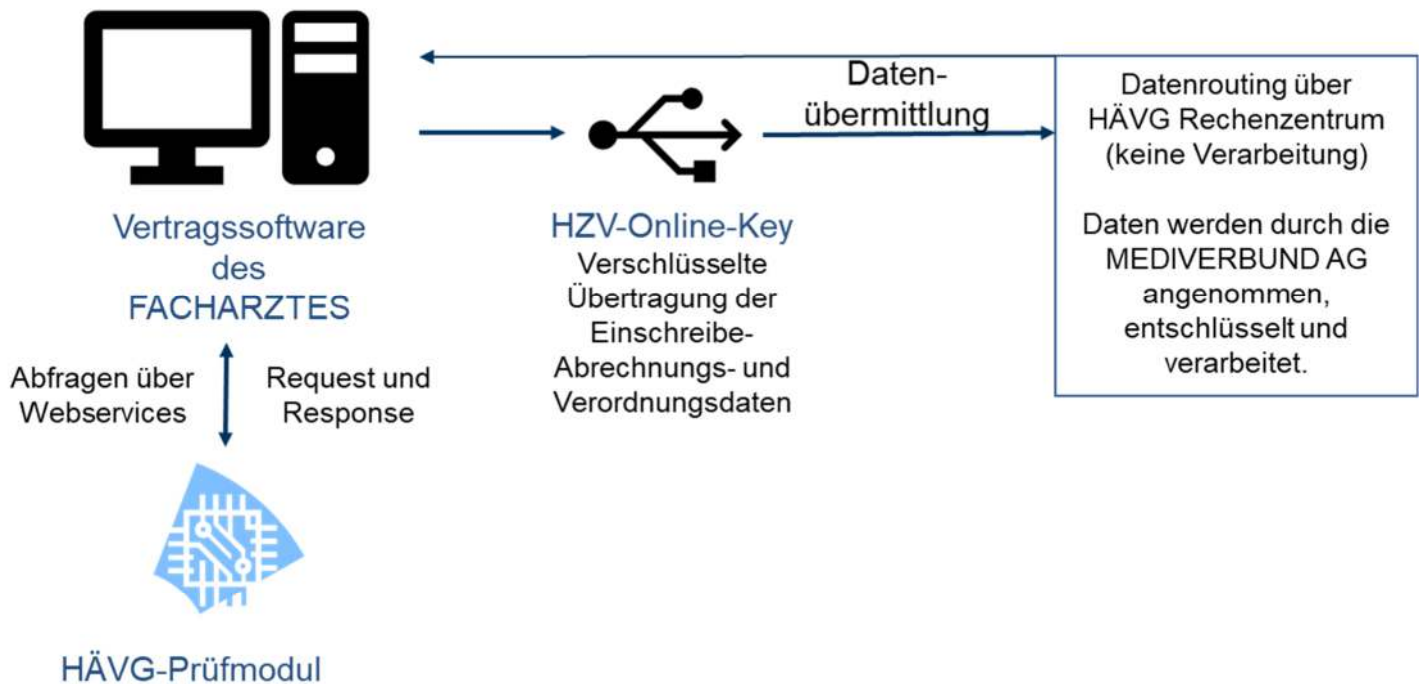 Vertragssoftware
des
FACHARZTES
Abfragen über
Webservices
Request und
Response
HÄVG-Prüfmodul
HZV-Online-Key
Verschlüsselte
Übertragung der
Einschreibe-
Abrechnungs- und
Verordnungsdaten
Daten-
übermittlung
Datenrouting über
HÄVG Rechenzentrum
(keine Verarbeitung)
Daten werden durch die
MEDIVERBUND AG
angenommen,
entschlüsselt und
verarbeitet.